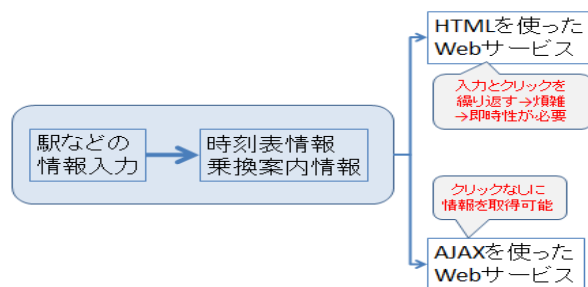 HTMLを使った
Webサービス
入力とクリックを
繰り返す→煩雑
→即時性が必要
駅などの
情報入力
時刻表情報
乗換案内情報
クリックなしに
情報を取得可能
AJAXを使った
Webサービス